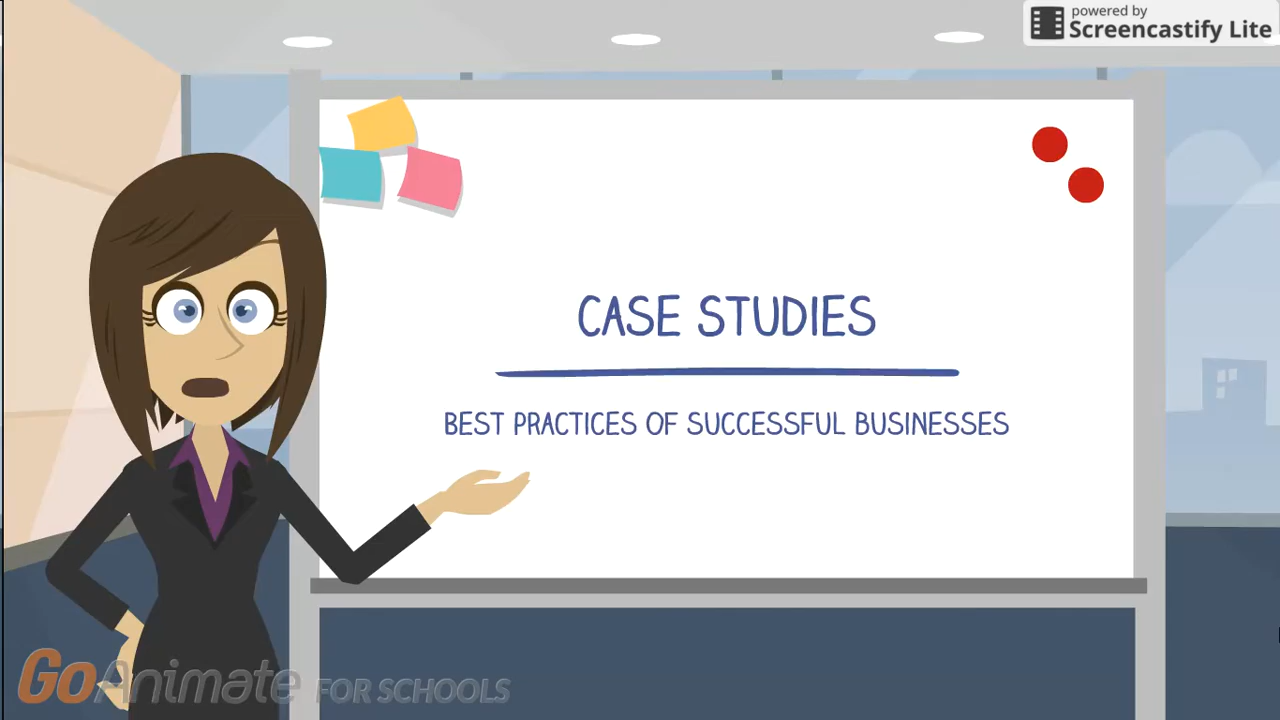 powered by
Screencastify Lite
CASE STUDIES
BEST PRACTICES OF SUCCESSFUL BUSINESSES
GoAnimate FOR SCHOOLS